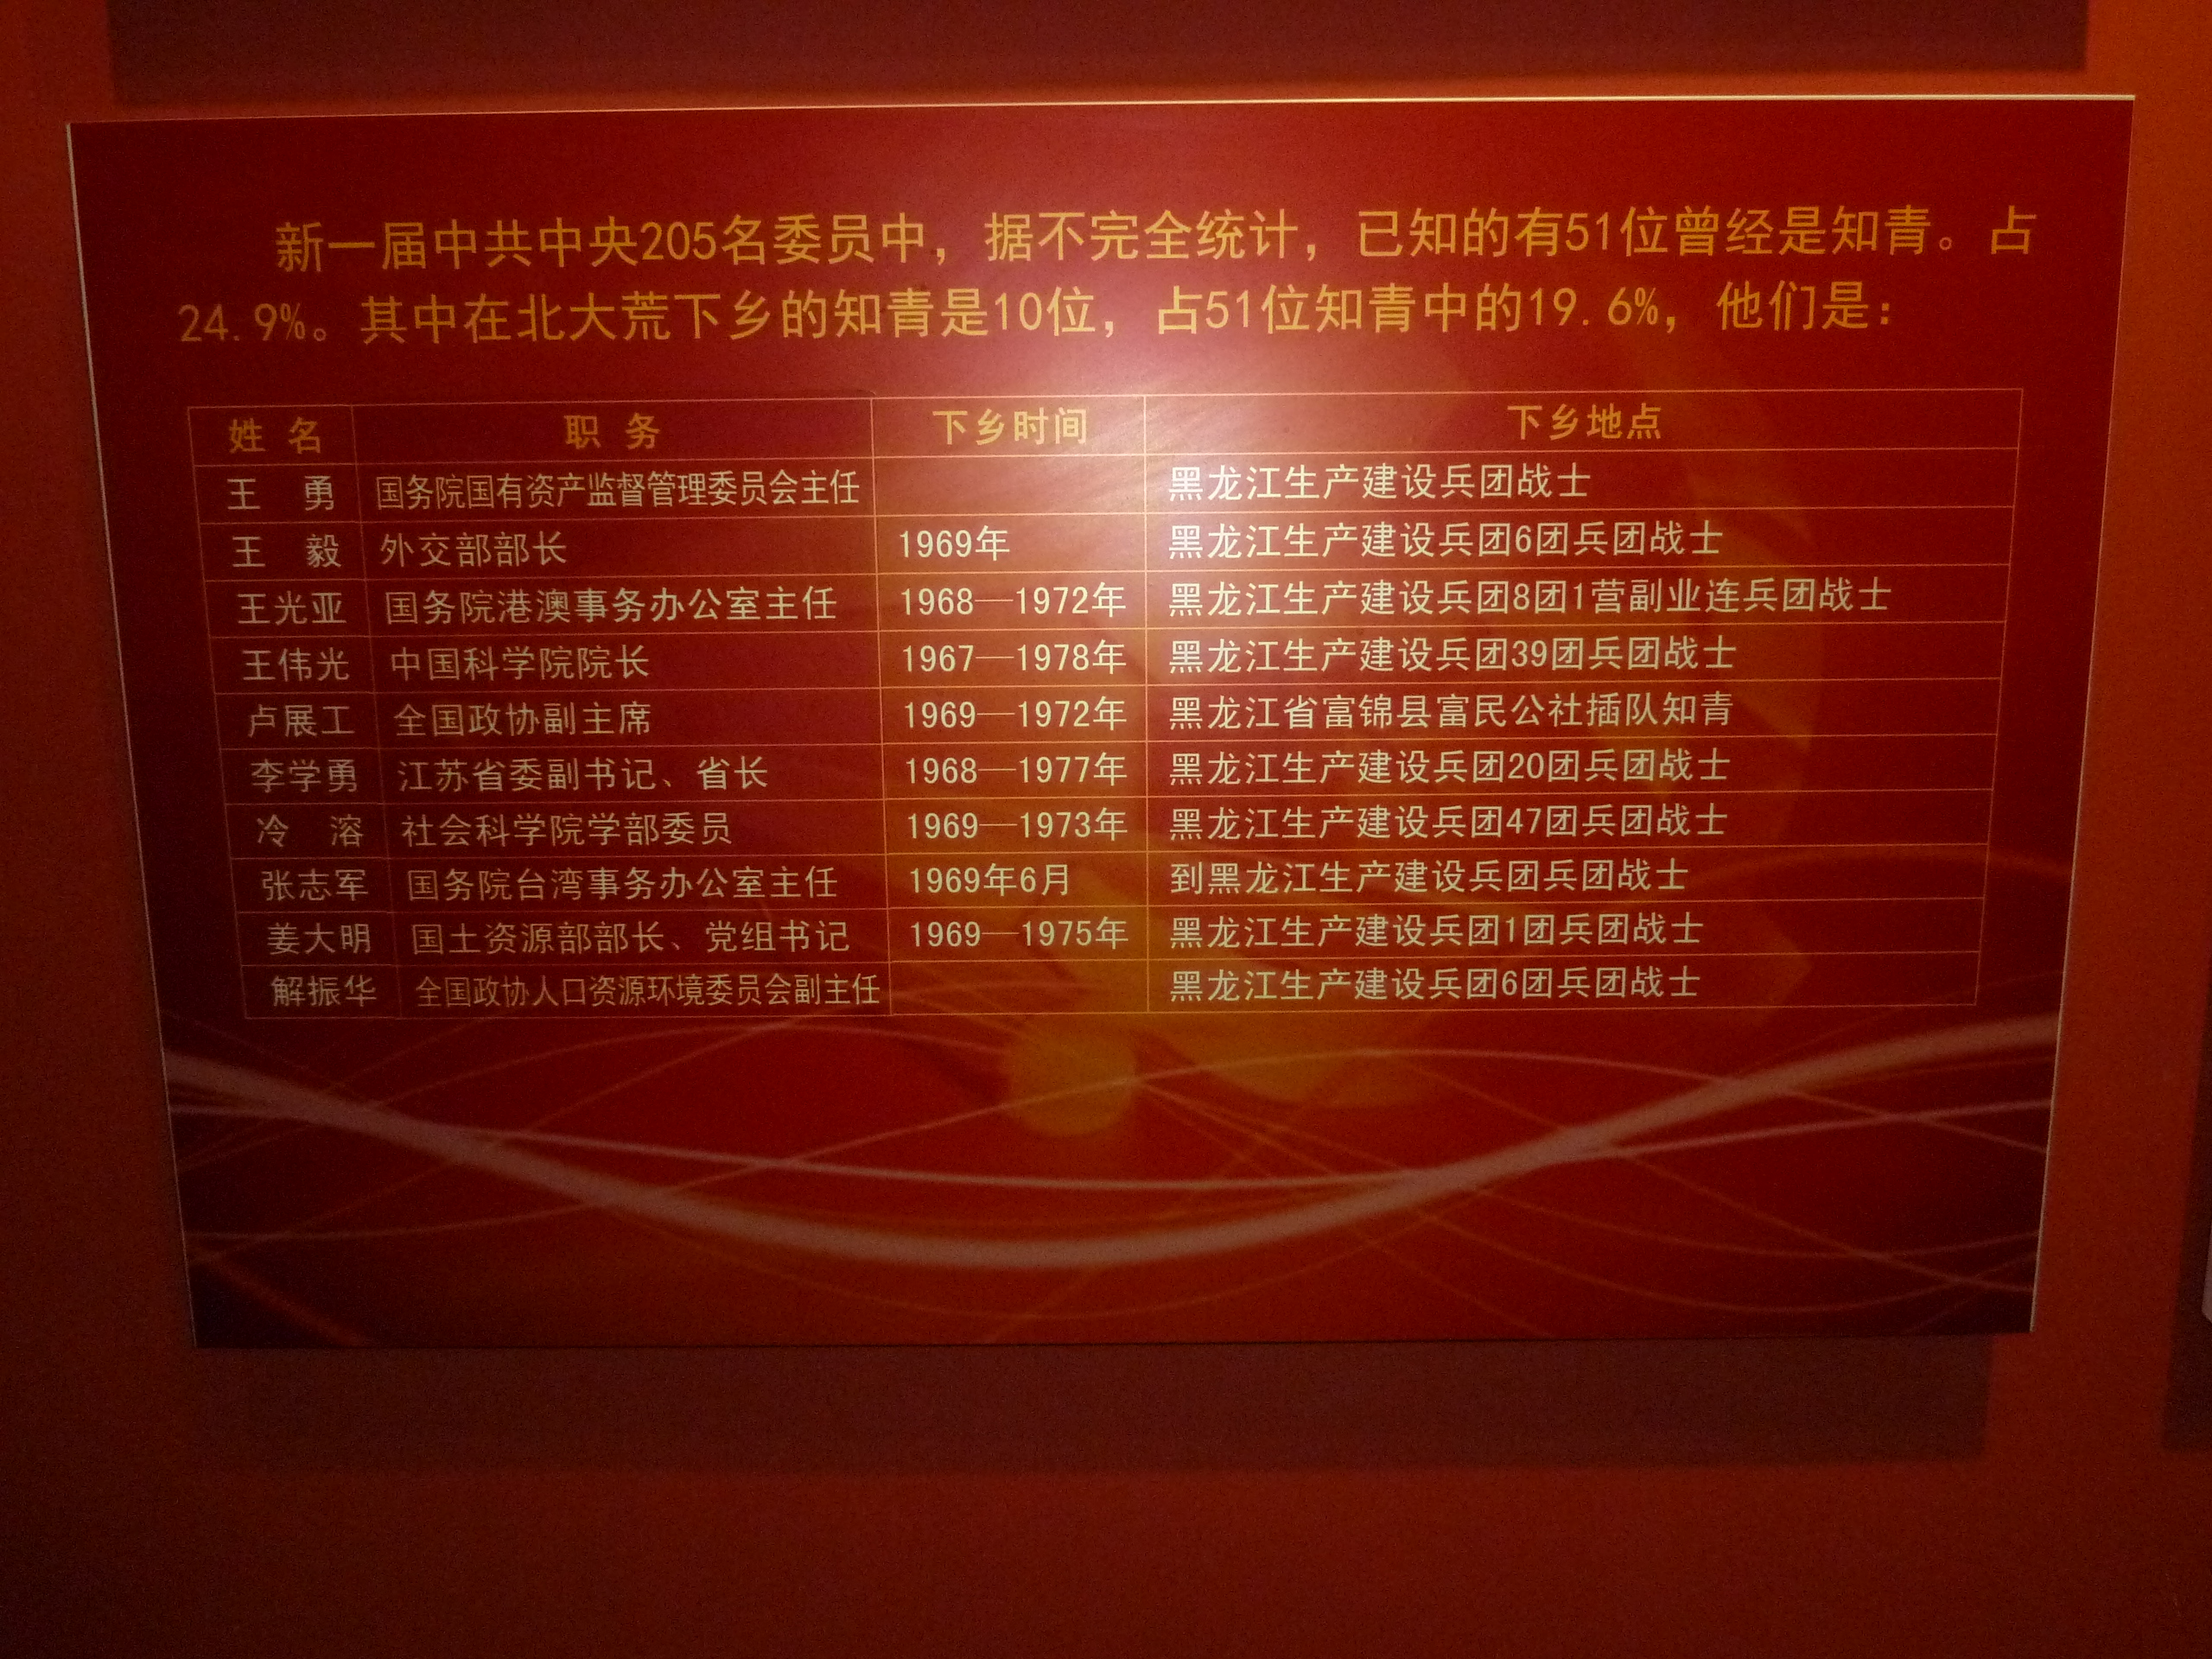 新一届中共中央205名委员中，据不完全统计，已知的有51位曾经是知青。占
24.9%。其中在北大荒下乡的知青是10位，占51位知青中的19.6%，他们是：
姓 名 职 务 下乡时间 下乡地点
王 勇 国务院国有资产监督管理委员会主任 黑龙江生产建设兵团战士
王 毅 外交部部长 1969年 黑龙江生产建设兵团6团兵团战士
王光亚 国务院港澳事务办公室主任 1968—1972年 黑龙江生产建设兵团8团1营副业连兵团战士
王伟光 中国科学院院长 1967—1978年 黑龙江生产建设兵团39团兵团战士
卢展工 全国政协副主席 1969—1972年 黑龙江省富锦县富民公社插队知青
李学勇 江苏省委副书记、省长 1968—1977年 黑龙江生产建设兵团20团兵团战士
冷 溶 社会科学院学部委员 1969—1973年 黑龙江生产建设兵团47团兵团战士
张志军 国务院台湾事务办公室主任 1969年6月 到黑龙江生产建设兵团兵团战士
姜大明 国土资源部部长、党组书记 1969—1975年 黑龙江生产建设兵团1团兵团战士
解振华 全国政协人口资源环境委员会副主任 黑龙江生产建设兵团6团兵团战士